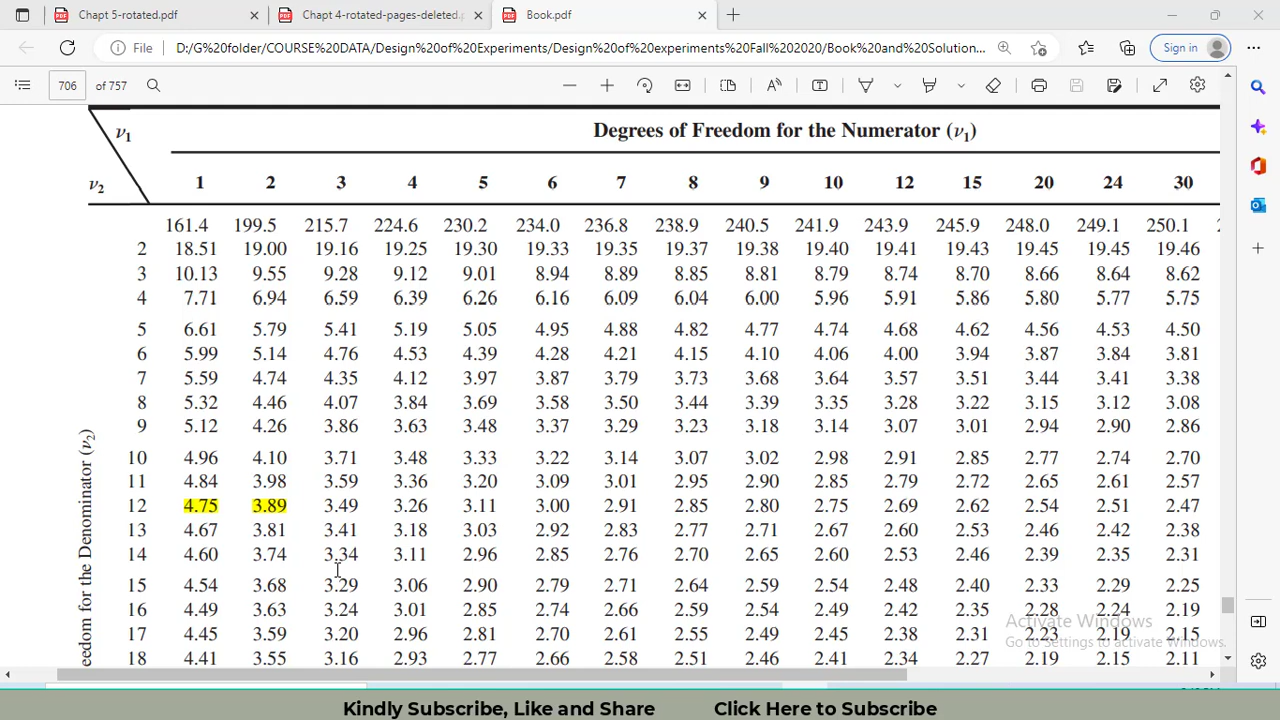 Chapt 5-rotated.pdf
Chapt 4-rotated-pages-deleted.p
Book.pdf
File D:/G%20folder/COURSE%20DATA/Design%20of%20Experiments/Design%20of%20experiments%20Fall%202020/Book%20and%20Solution... Sign in
706 of 757
ν1 Degrees of Freedom for the Numerator (ν1)
ν2 1 2 3 4 5 6 7 8 9 10 12 15 20 24 30
161.4 199.5 215.7 224.6 230.2 234.0 236.8 238.9 240.5 241.9 243.9 245.9 248.0 249.1 250.1
2 18.51 19.00 19.16 19.25 19.30 19.33 19.35 19.37 19.38 19.40 19.41 19.43 19.45 19.45 19.46
3 10.13 9.55 9.28 9.12 9.01 8.94 8.89 8.85 8.81 8.79 8.74 8.70 8.66 8.64 8.62
4 7.71 6.94 6.59 6.39 6.26 6.16 6.09 6.04 6.00 5.96 5.91 5.86 5.80 5.77 5.75
5 6.61 5.79 5.41 5.19 5.05 4.95 4.88 4.82 4.77 4.74 4.68 4.62 4.56 4.53 4.50
6 5.99 5.14 4.76 4.53 4.39 4.28 4.21 4.15 4.10 4.06 4.00 3.94 3.87 3.84 3.81
7 5.59 4.74 4.35 4.12 3.97 3.87 3.79 3.73 3.68 3.64 3.57 3.51 3.44 3.41 3.38
8 5.32 4.46 4.07 3.84 3.69 3.58 3.50 3.44 3.39 3.35 3.28 3.22 3.15 3.12 3.08
9 5.12 4.26 3.86 3.63 3.48 3.37 3.29 3.23 3.18 3.14 3.07 3.01 2.94 2.90 2.86
10 4.96 4.10 3.71 3.48 3.33 3.22 3.14 3.07 3.02 2.98 2.91 2.85 2.77 2.74 2.70
11 4.84 3.98 3.59 3.36 3.20 3.09 3.01 2.95 2.90 2.85 2.79 2.72 2.65 2.61 2.57
12 4.75 3.89 3.49 3.26 3.11 3.00 2.91 2.85 2.80 2.75 2.69 2.62 2.54 2.51 2.47
13 4.67 3.81 3.41 3.18 3.03 2.92 2.83 2.77 2.71 2.67 2.60 2.53 2.46 2.42 2.38
14 4.60 3.74 3.34 3.11 2.96 2.85 2.76 2.70 2.65 2.60 2.53 2.46 2.39 2.35 2.31
15 4.54 3.68 3.29 3.06 2.90 2.79 2.71 2.64 2.59 2.54 2.48 2.40 2.33 2.29 2.25
16 4.49 3.63 3.24 3.01 2.85 2.74 2.66 2.59 2.54 2.49 2.42 2.35 2.28 2.24 2.19
17 4.45 3.59 3.20 2.96 2.81 2.70 2.61 2.55 2.49 2.45 2.38 2.31 2.23 2.19 2.15
18 4.41 3.55 3.16 2.93 2.77 2.66 2.58 2.51 2.46 2.41 2.34 2.27 2.19 2.15 2.11
eedom for the Denominator (ν2)
Activate Windows
Go to Settings to activate Windows.
Kindly Subscribe, Like and Share Click Here to Subscribe